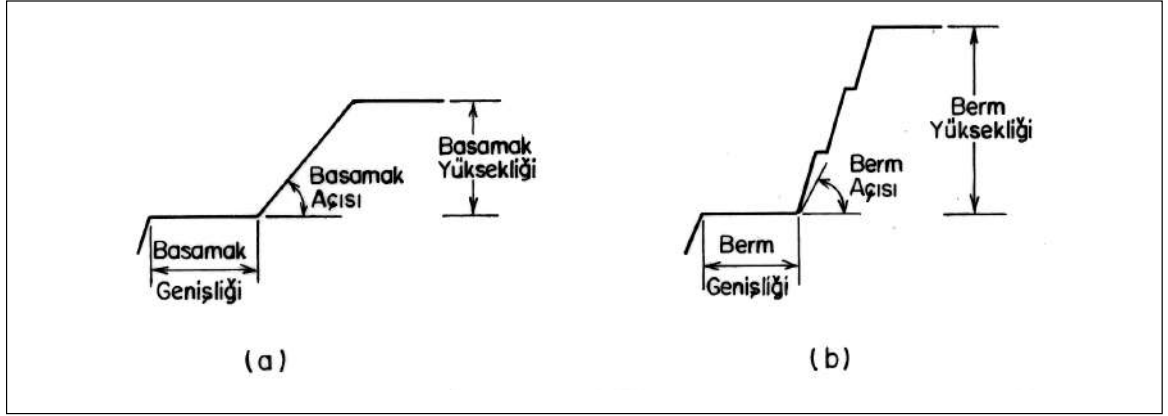 Basamak
Yüksekliği
Basamak
Açısı
Basamak
Genişliği
(a)
Berm
Yüksekliği
Berm
Açısı
Berm
Genişliği
(b)